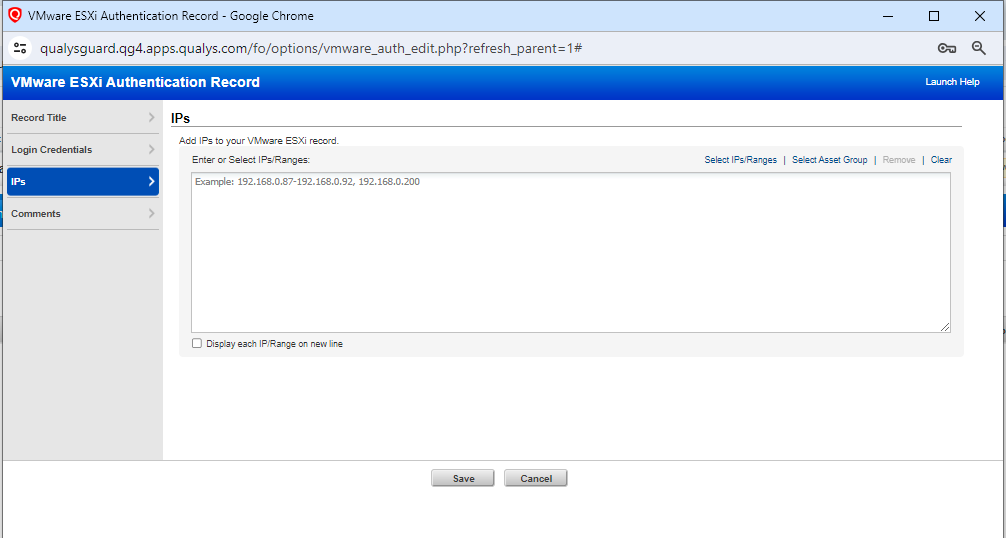 VMware ESXi Authentication Record - Google Chrome
qualysguard.qg4.apps.qualys.com/fo/options/vmware_auth_edit.php?refresh_parent=1#
VMware ESXi Authentication Record
Launch Help
Record Title
Login Credentials
IPs
Comments
IPs
Add IPs to your VMware ESXi record.
Enter or Select IPs/Ranges:
Select IPs/Ranges | Select Asset Group | Remove | Clear
Example: 192.168.0.87-192.168.0.92, 192.168.0.200
Display each IP/Range on new line
Save
Cancel